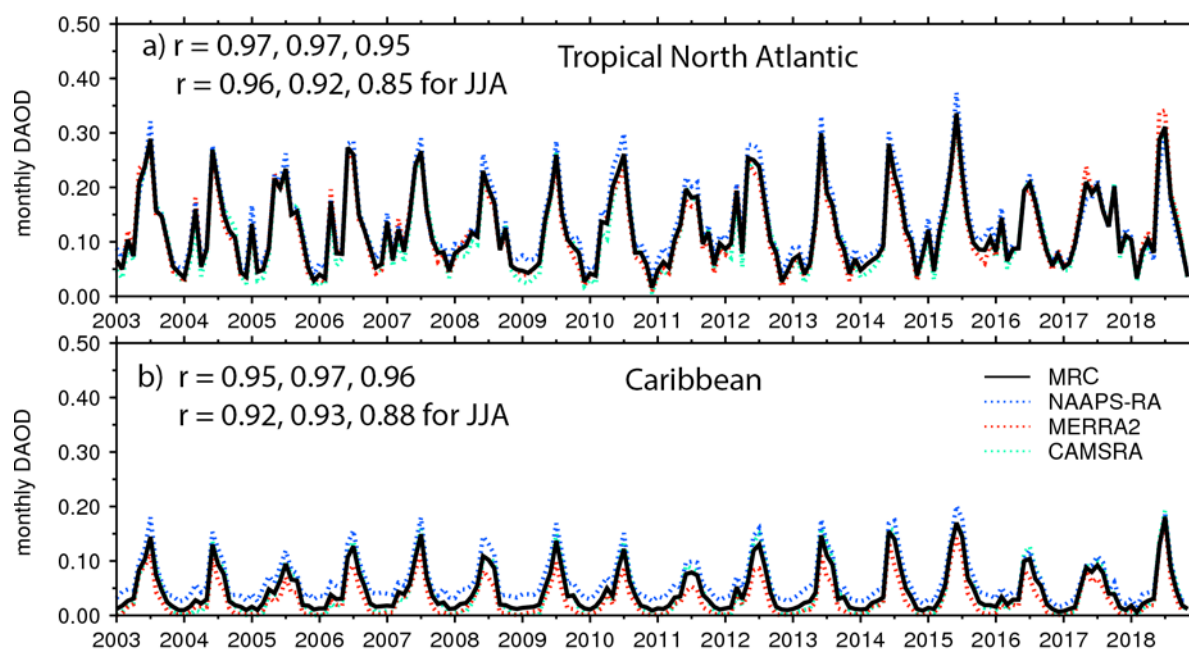 a) r = 0.97, 0.97, 0.95
r = 0.96, 0.92, 0.85 for JJA
Tropical North Atlantic
monthly DAOD
0.50
0.40
0.30
0.20
0.10
0.00
2003 2004 2005 2006 2007 2008 2009 2010 2011 2012 2013 2014 2015 2016 2017 2018
b) r = 0.95, 0.97, 0.96
r = 0.92, 0.93, 0.88 for JJA
Caribbean
MRC
NAAPS-RA
MERRA2
CAMSRA
monthly DAOD
0.50
0.40
0.30
0.20
0.10
0.00
2003 2004 2005 2006 2007 2008 2009 2010 2011 2012 2013 2014 2015 2016 2017 2018